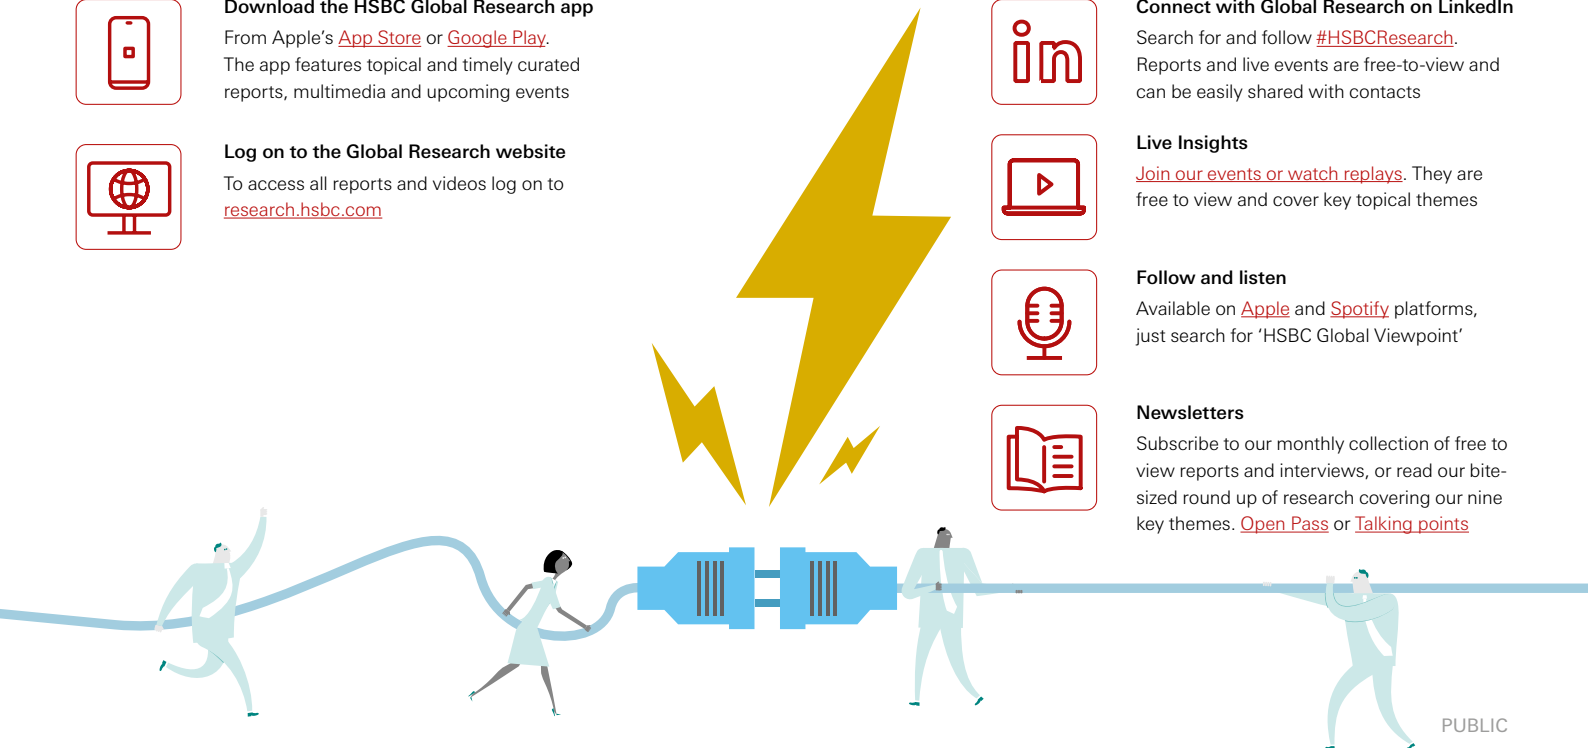 Download the HSBC Global Research app
From Apple’s App Store or Google Play.
The app features topical and timely curated
reports, multimedia and upcoming events
Log on to the Global Research website
To access all reports and videos log on to
research.hsbc.com
Connect with Global Research on LinkedIn
Search for and follow #HSBCResearch.
Reports and live events are free-to-view and
can be easily shared with contacts
Live Insights
Join our events or watch replays. They are
free to view and cover key topical themes
Follow and listen
Available on Apple and Spotify platforms,
just search for ‘HSBC Global Viewpoint’
Newsletters
Subscribe to our monthly collection of free to
view reports and interviews, or read our bite-
sized round up of research covering our nine
key themes. Open Pass or Talking points
in
PUBLIC